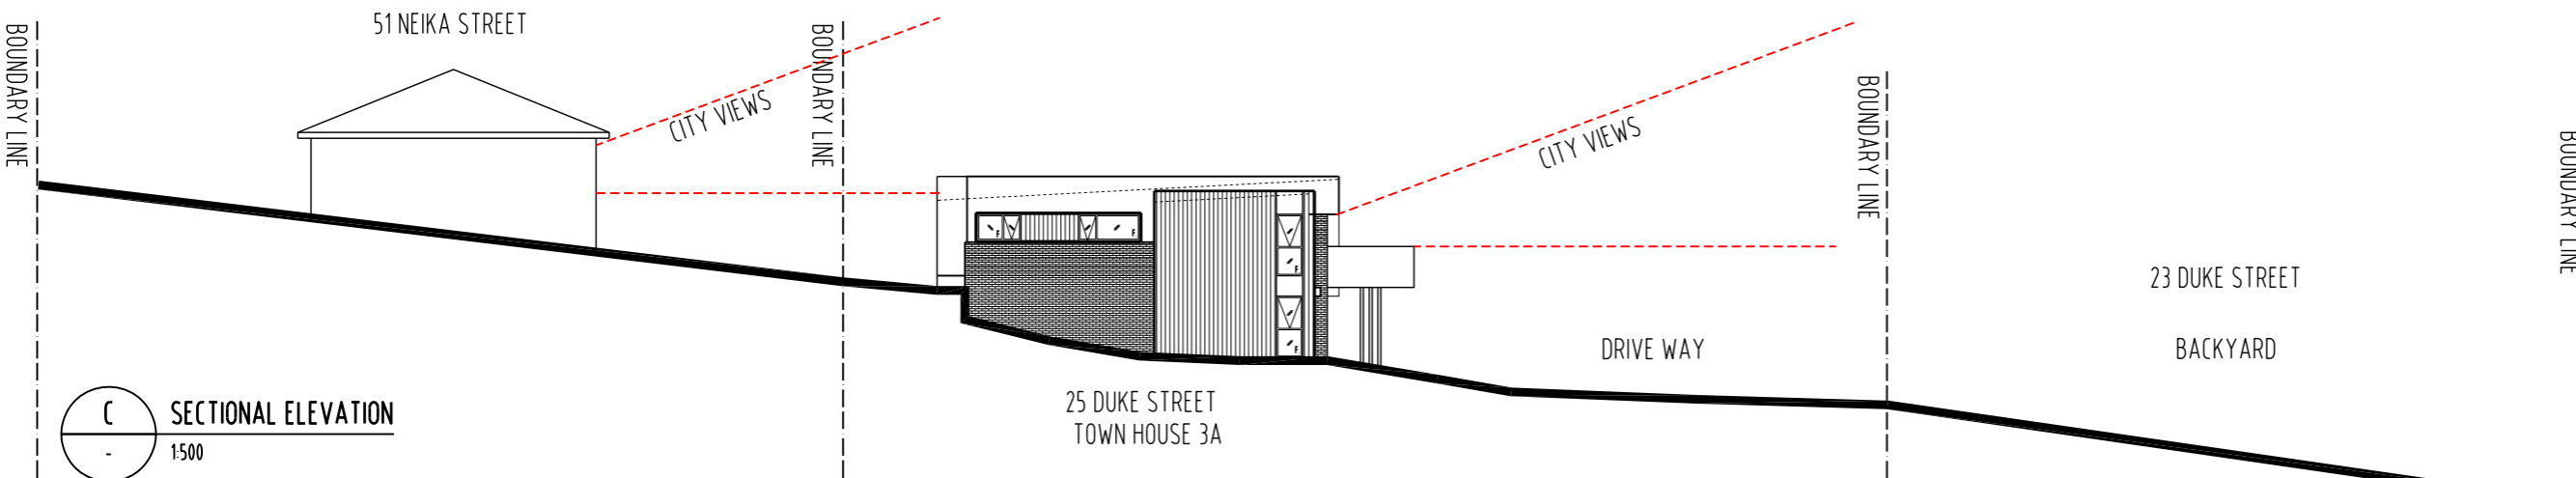 51 NEIKA STREET
BOUNDARY LINE
BOUNDARY LINE
CITY VIEWS
CITY VIEWS
BOUNDARY LINE
BOUNDARY LINE
F
F
F
F
23 DUKE STREET
DRIVE WAY
BACKYARD
25 DUKE STREET
TOWN HOUSE 3A
C
SECTIONAL ELEVATION
-
1:500